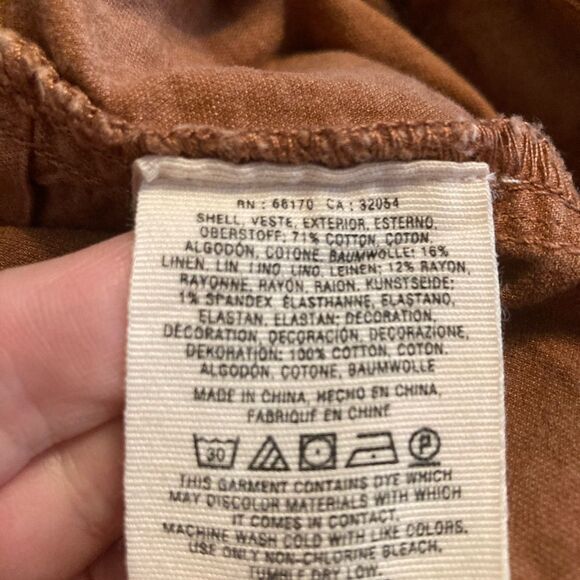 RN : 66170 CA : 32054
SHELL, VESTE, EXTERIOR, ESTERNO,
OBERSTOFF: 71% COTTON, COTON,
ALGODÓN, COTONE, BAUMWOLLE: 16%
LINEN, LIN, LINO, LINO, LEINEN: 12% RAYON,
RAYONNE, RAYÓN, RAION, KUNSTSEIDE:
1% SPANDEX ÉLASTHANNE, ELASTANO,
ELASTAN, ELASTAN: DECORATION,
DÉCORATION, DECORACIÓN, DECORAZIONE,
DEKORATION: 100% COTTON, COTON,
ALGODÓN, COTONE, BAUMWOLLE
MADE IN CHINA, HECHO EN CHINA,
FABRIQUÉ EN CHINE
30 P
THIS GARMENT CONTAINS DYE WHICH
MAY DISCOLOR MATERIALS WITH WHICH
IT COMES IN CONTACT.
MACHINE WASH COLD WITH LIKE COLORS.
USE ONLY NON-CHLORINE BLEACH.
TUMBLE DRY LOW.